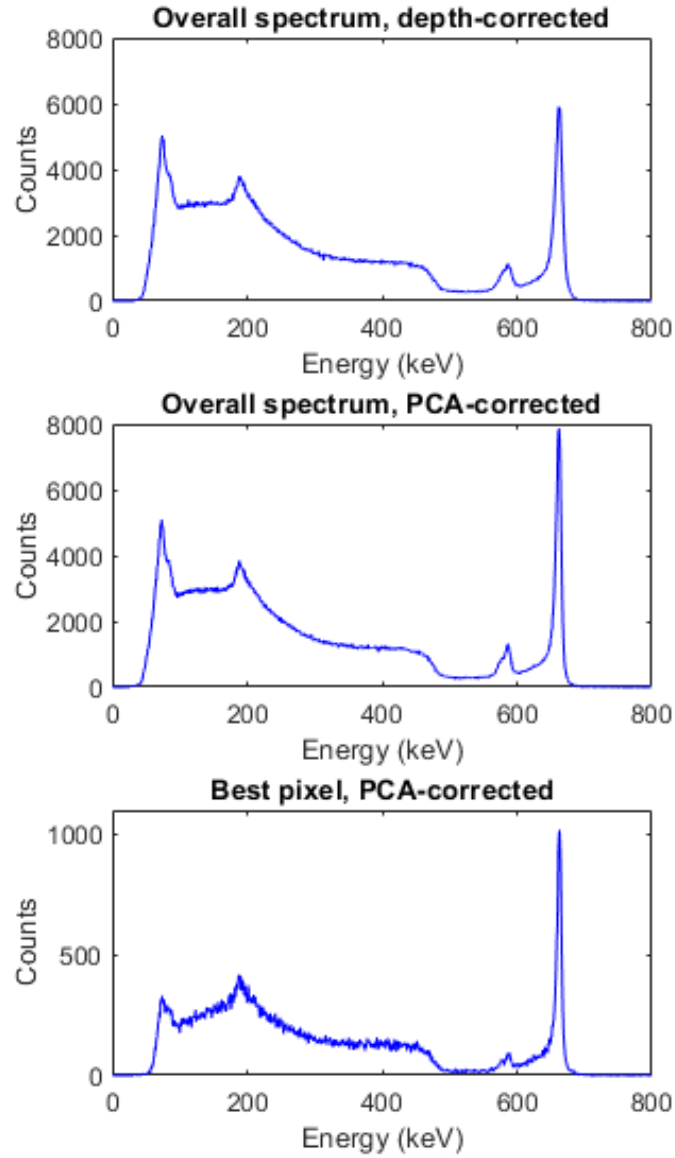 Overall spectrum, depth-corrected
8000
6000
4000
2000
0
Counts
0 200 400 600 800
Energy (keV)
Overall spectrum, PCA-corrected
8000
6000
4000
2000
0
Counts
0 200 400 600 800
Energy (keV)
Best pixel, PCA-corrected
1000
500
0
Counts
0 200 400 600 800
Energy (keV)